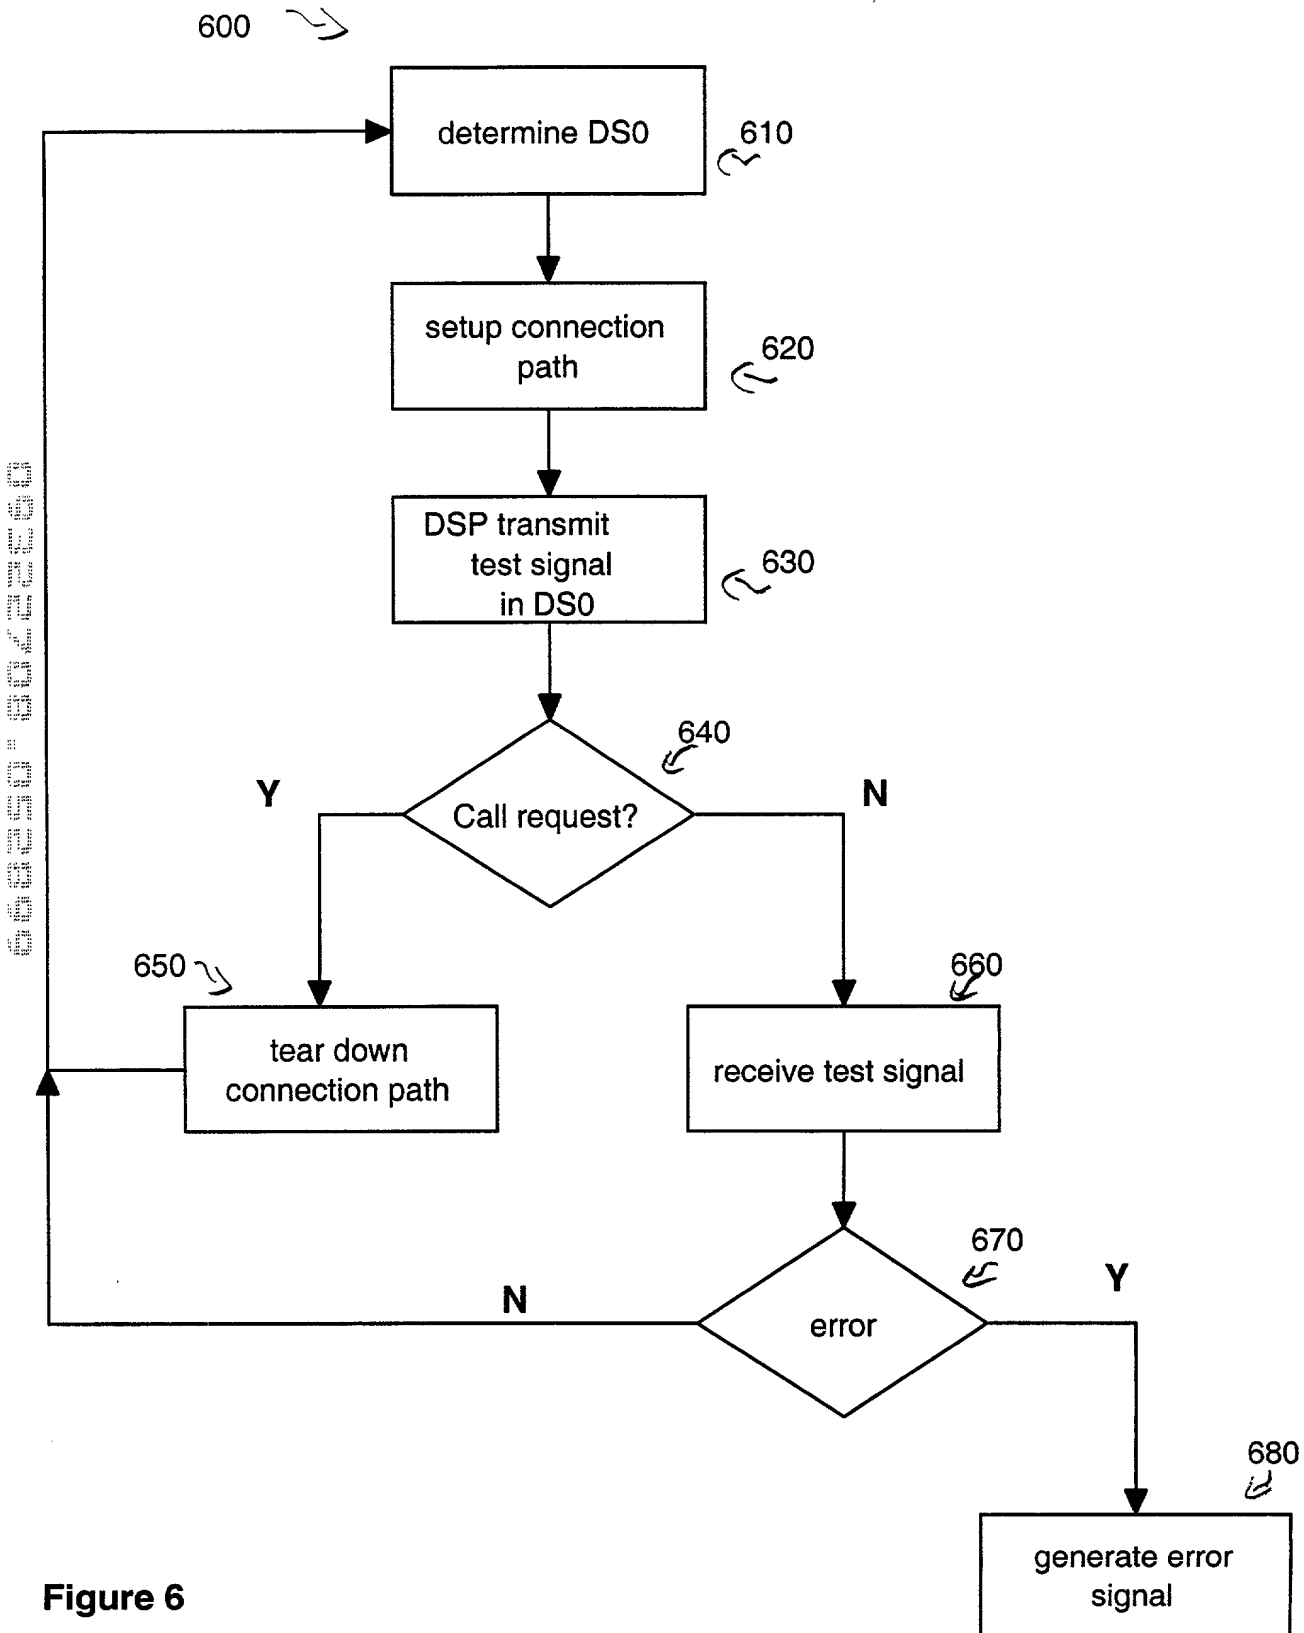 600
determine DS0
610
setup connection
path
620
DSP transmit
test signal
in DS0
630
640
Y
Call request?
N
650
660
tear down
connection path
receive test signal
670
Y
N
error
680
generate error
signal
Figure 6